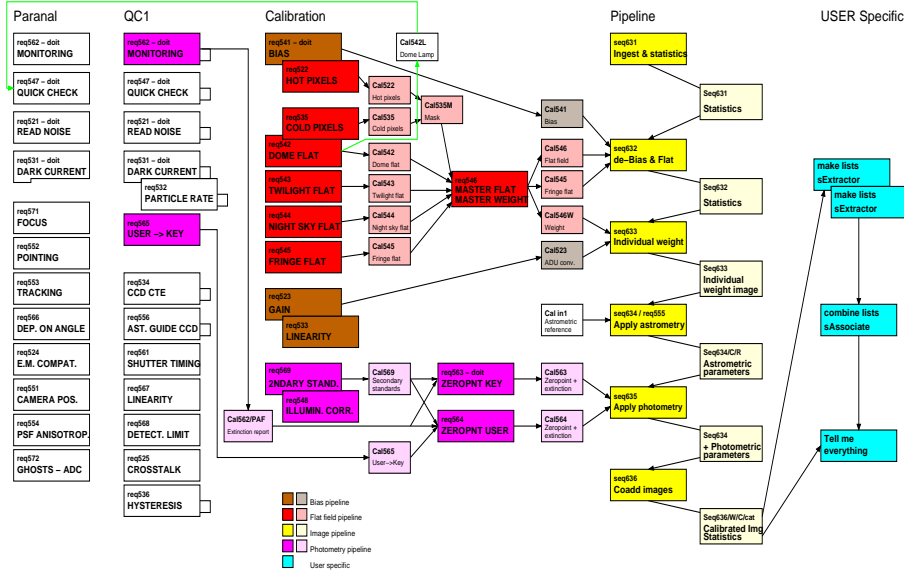 Paranal
req562 – doit
MONITORING
req547 – doit
QUICK CHECK
req521 – doit
READ NOISE
req531 – doit
DARK CURRENT
req571
FOCUS
req552
POINTING
req553
TRACKING
req566
DEP. ON ANGLE
req524
E.M. COMPAT.
req551
CAMERA POS.
req554
PSF ANISOTROP.
req572
GHOSTS – ADC
QC1
req562 – doit
MONITORING
req547 – doit
QUICK CHECK
req521 – doit
READ NOISE
req531 – doit
DARK CURRENT
req532
PARTICLE RATE
req565
USER –> KEY
req534
CCD CTE
req556
AST. GUIDE CCD
req561
SHUTTER TIMING
req567
LINEARITY
req568
DETECT. LIMIT
req525
CROSSTALK
req536
HYSTERESIS
Cal562/PAF
Extinction report
Calibration
req541 – doit
BIAS
req522
HOT PIXELS
req535
COLD PIXELS
req542
DOME FLAT
req543
TWILIGHT FLAT
req544
NIGHT SKY FLAT
req545
FRINGE FLAT
req523
GAIN
req533
LINEARITY
req569
2NDARY STAND.
req548
ILLUMIN. CORR.
Cal542L
Dome Lamp
Cal522
Hot pixels
Cal535
Cold pixels
Cal535M
Mask
Cal542
Dome flat
Cal543
Twilight flat
Cal544
Night sky flat
Cal545
Fringe flat
Cal569
Secondary
standards
Cal565
User–>Key
req546
MASTER FLAT
MASTER WEIGHT
req563 – doit
ZEROPNT KEY
req564
ZEROPNT USER
Cal541
Bias
Cal546
Flat field
Cal545
Fringe flat
Cal546W
Weight
Cal523
ADU conv.
Cal in1
Astrometric
reference
Cal563
Zeropoint +
extinction
Cal564
Zeropoint +
extinction
Pipeline
seq631
Ingest & statistics
Seq631
Statistics
seq632
de–Bias & Flat
Seq632
Statistics
seq633
Individual weight
Seq633
Individual
weight image
seq634 / req555
Apply astrometry
Seq634/C/R
Astrometric
parameters
seq635
Apply photometry
Seq634
+ Photometric
parameters
seq636
Coadd images
Seq636/W/C/cat
Calibrated Img
Statistics
USER Specific
make lists
sExtractor
make lists
sExtractor
combine lists
sAssociate
Tell me
everything
Bias pipeline
Flat field pipeline
Image pipeline
Photometry pipeline
User specific